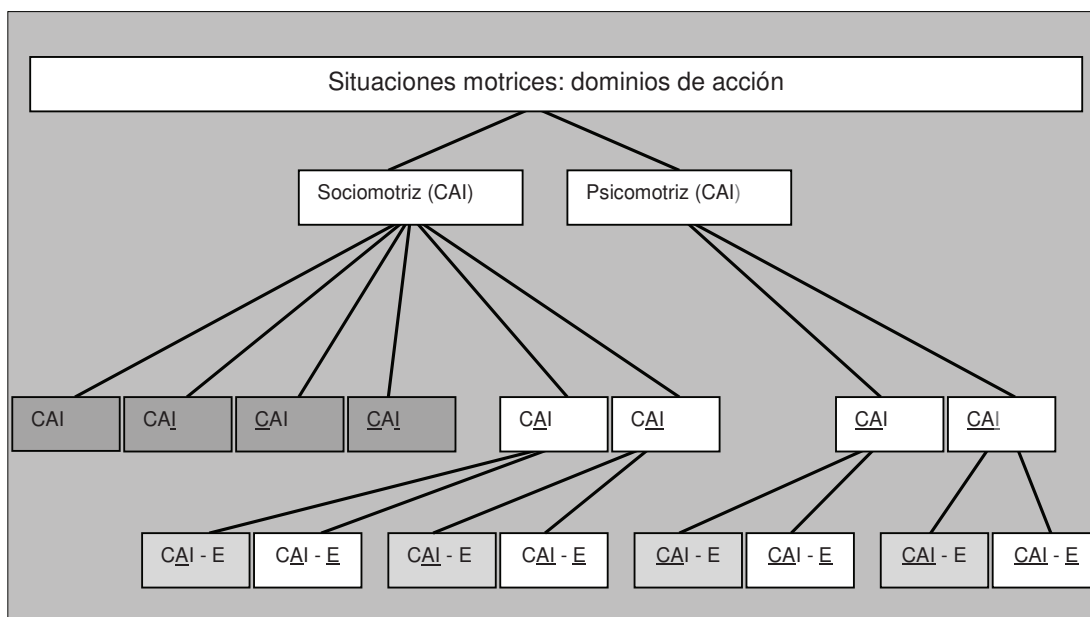 Situaciones motrices: dominios de acción
Sociomotriz (CAI)
Psicomotriz (CAI)
CAI
CAI
CAI
CAI
CAI
CAI
CAI
CAI
CAI - E
CAI - E
CAI - E
CAI - E
CAI - E
CAI - E
CAI - E
CAI - E